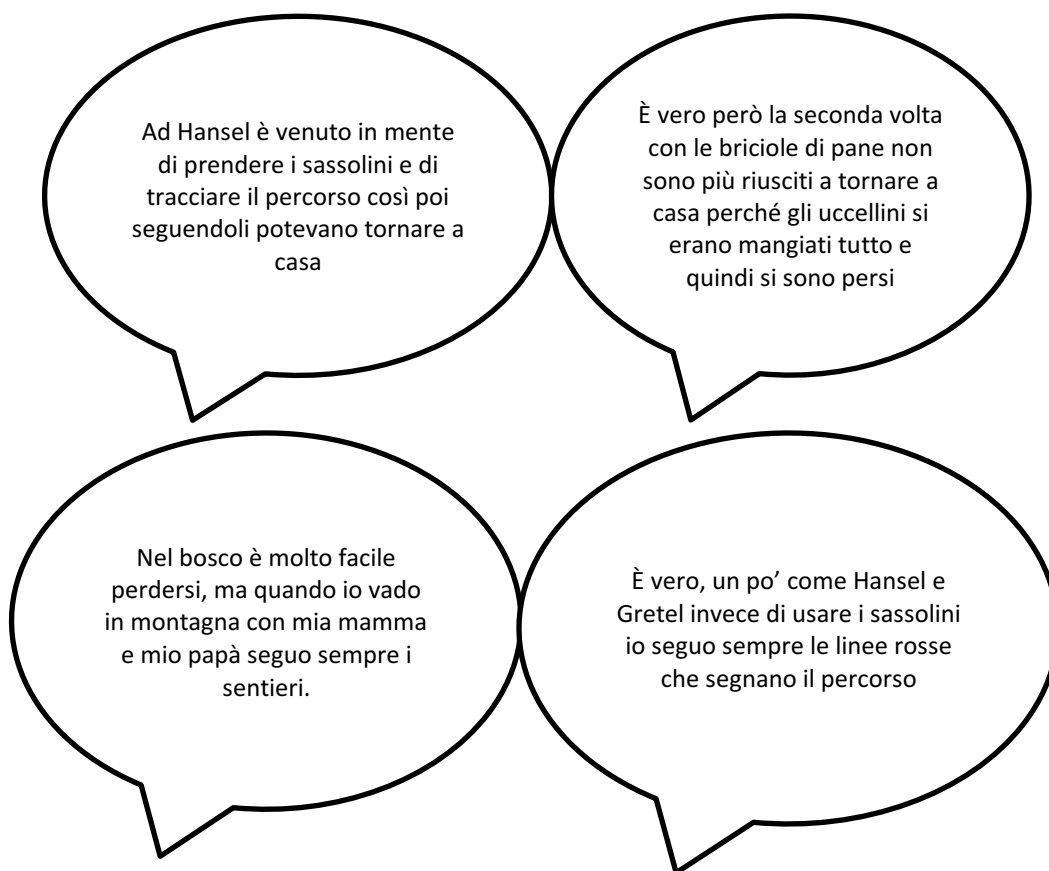 Ad Hansel è venuto in mente
di prendere i sassolini e di
tracciare il percorso così poi
seguendoli potevano tornare a
casa
È vero però la seconda volta
con le briciole di pane non
sono più riusciti a tornare a
casa perché gli uccellini si
erano mangiati tutto e
quindi si sono persi
Nel bosco è molto facile
perdersi, ma quando io vado
in montagna con mia mamma
e mio papà seguo sempre i
sentieri.
È vero, un po’ come Hansel e
Gretel invece di usare i sassolini
io seguo sempre le linee rosse
che segnano il percorso